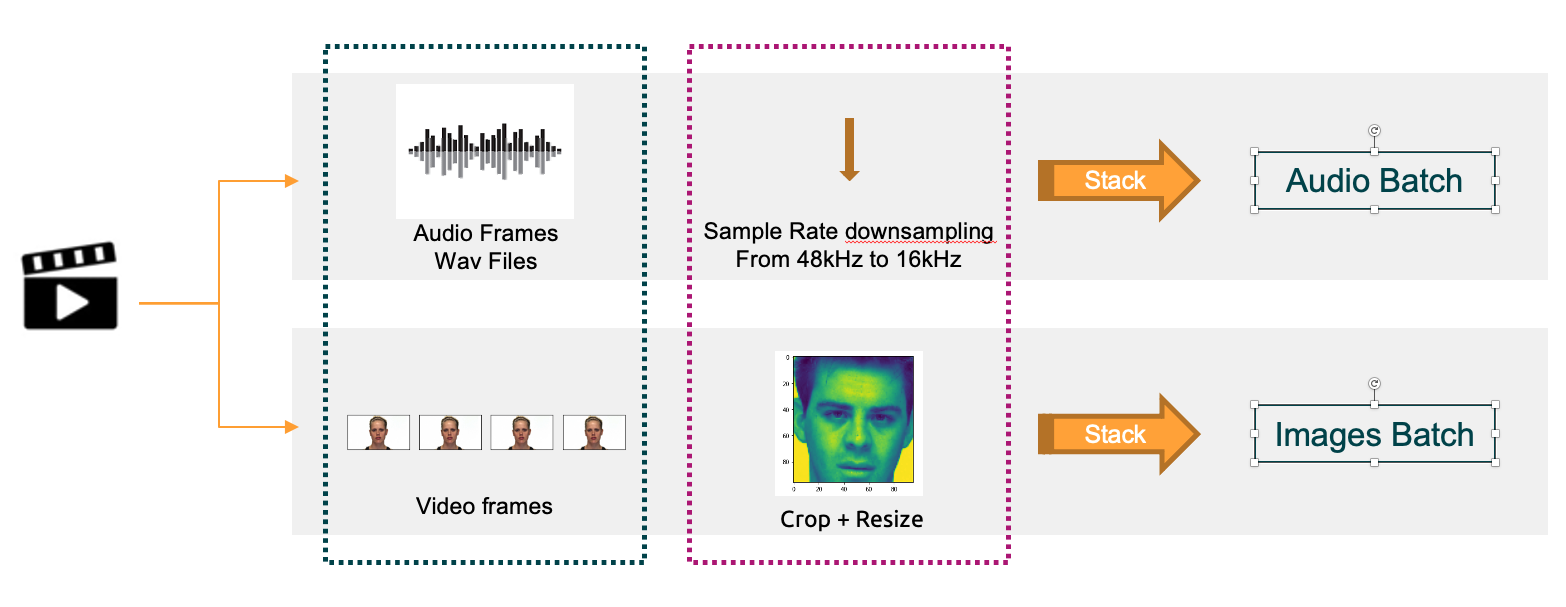 Audio Frames
Wav Files
Sample Rate downsampling
From 48kHz to 16kHz
Stack
Audio Batch
Video frames
0
20
40
60
80
0 20 40 60 80
Crop + Resize
Stack
Images Batch